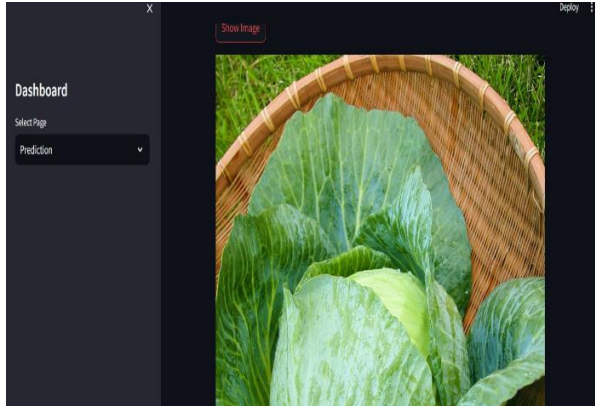 X
Deploy
Show Image
Dashboard
Select Page
Prediction